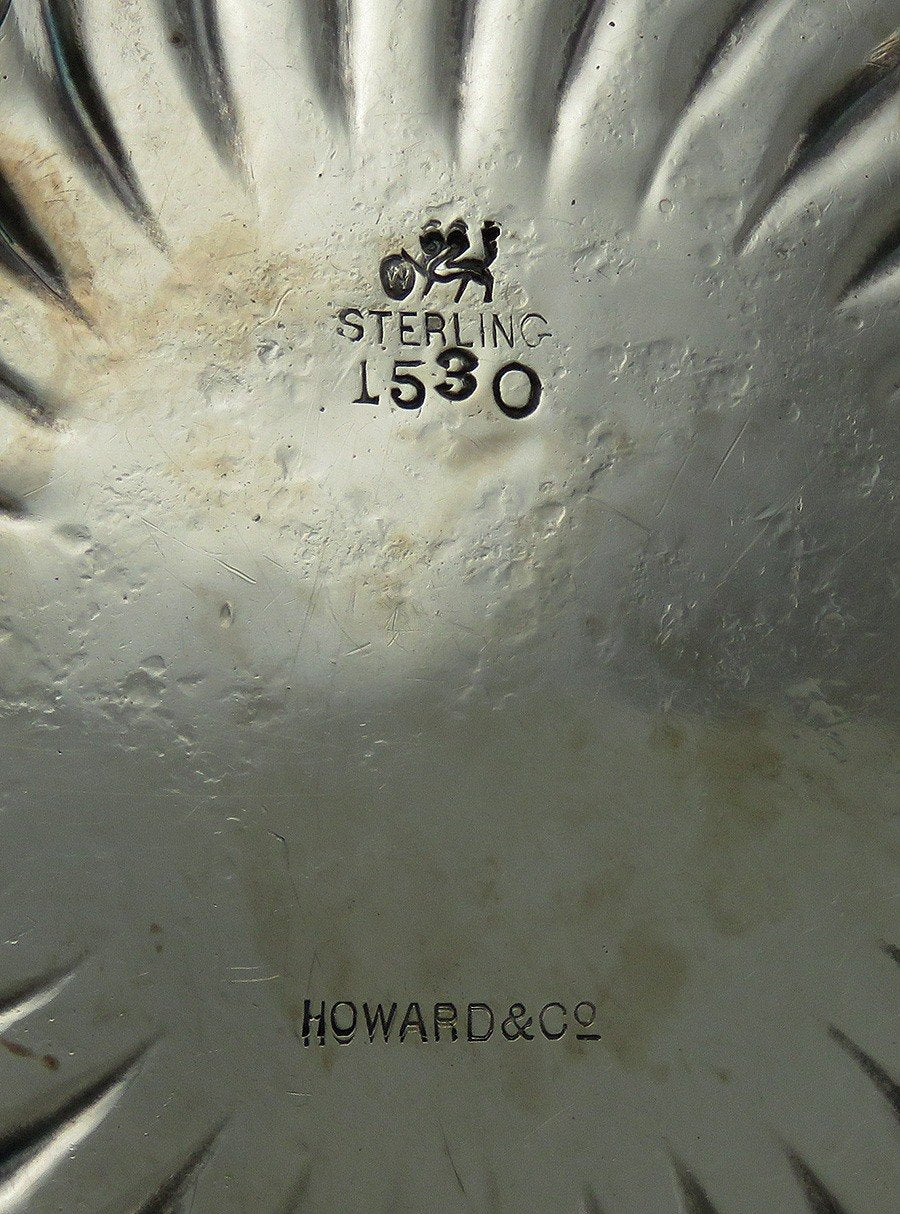 W
STERLING
1530
HOWARD&Cº